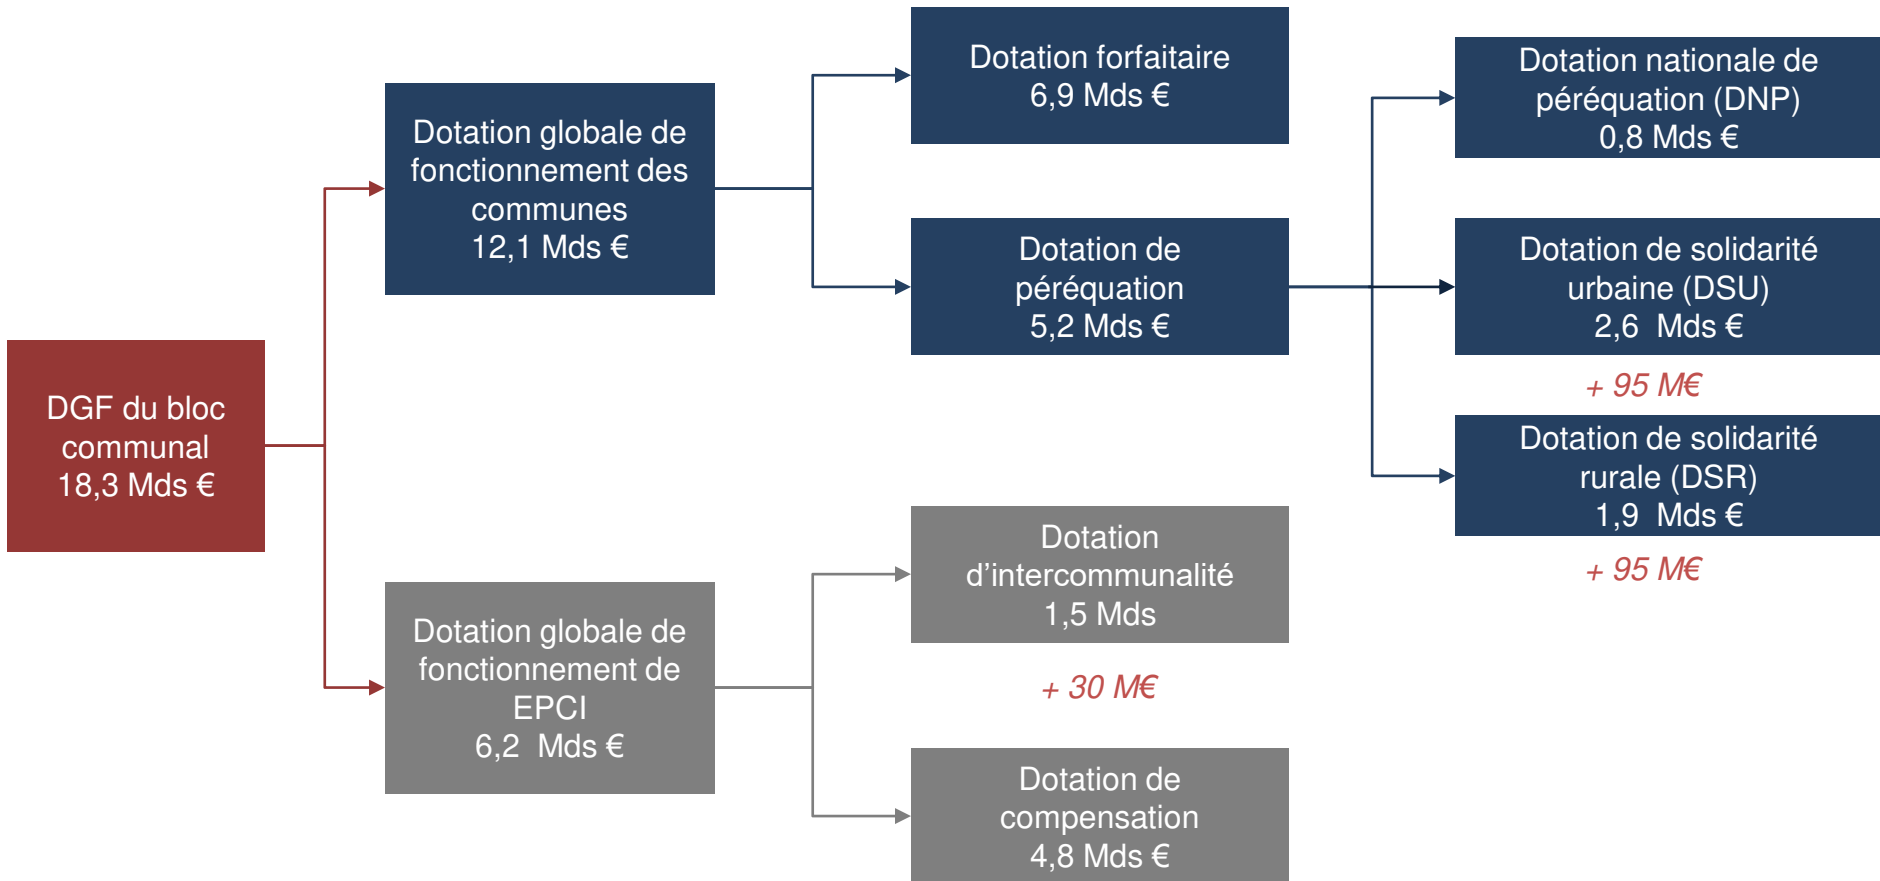 DGF du bloc
communal
18,3 Mds €
Dotation globale de
fonctionnement des
communes
12,1 Mds €
Dotation forfaitaire
6,9 Mds €
Dotation de
péréquation
5,2 Mds €
Dotation nationale de
péréquation (DNP)
0,8 Mds €
Dotation de solidarité
urbaine (DSU)
2,6 Mds €
+ 95 M€
Dotation de solidarité
rurale (DSR)
1,9 Mds €
+ 95 M€
Dotation globale de
fonctionnement de
EPCI
6,2 Mds €
Dotation
d’intercommunalité
1,5 Mds
+ 30 M€
Dotation de
compensation
4,8 Mds €